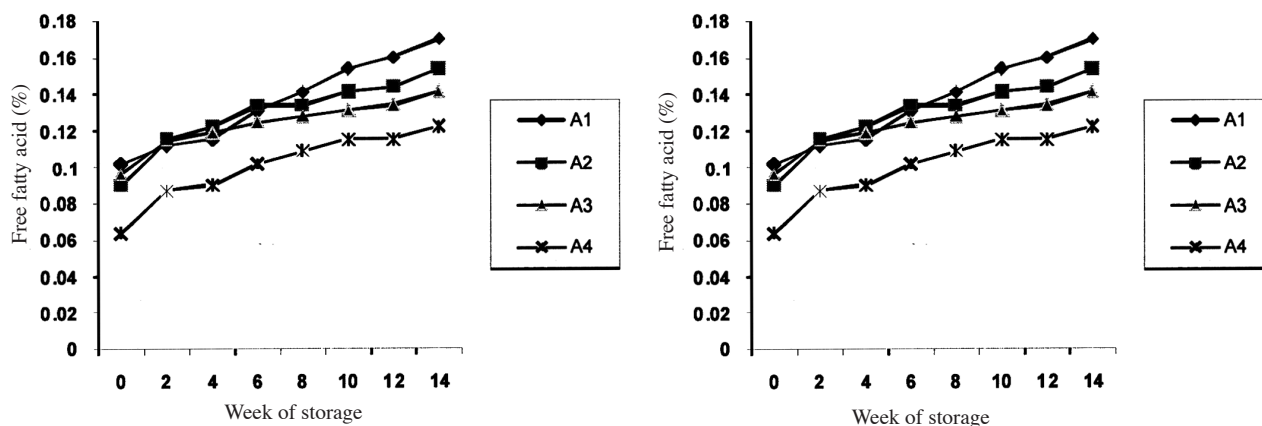 0.18
0.16
0.14
0.12
0.1
0.08
0.06
0.04
0.02
0
Free fatty acid (%)
0 2 4 6 8 10 12 14
Week of storage
A1
A2
A3
A4
0.18
0.16
0.14
0.12
0.1
0.08
0.06
0.04
0.02
0
Free fatty acid (%)
0 2 4 6 8 10 12 14
Week of storage
A1
A2
A3
A4